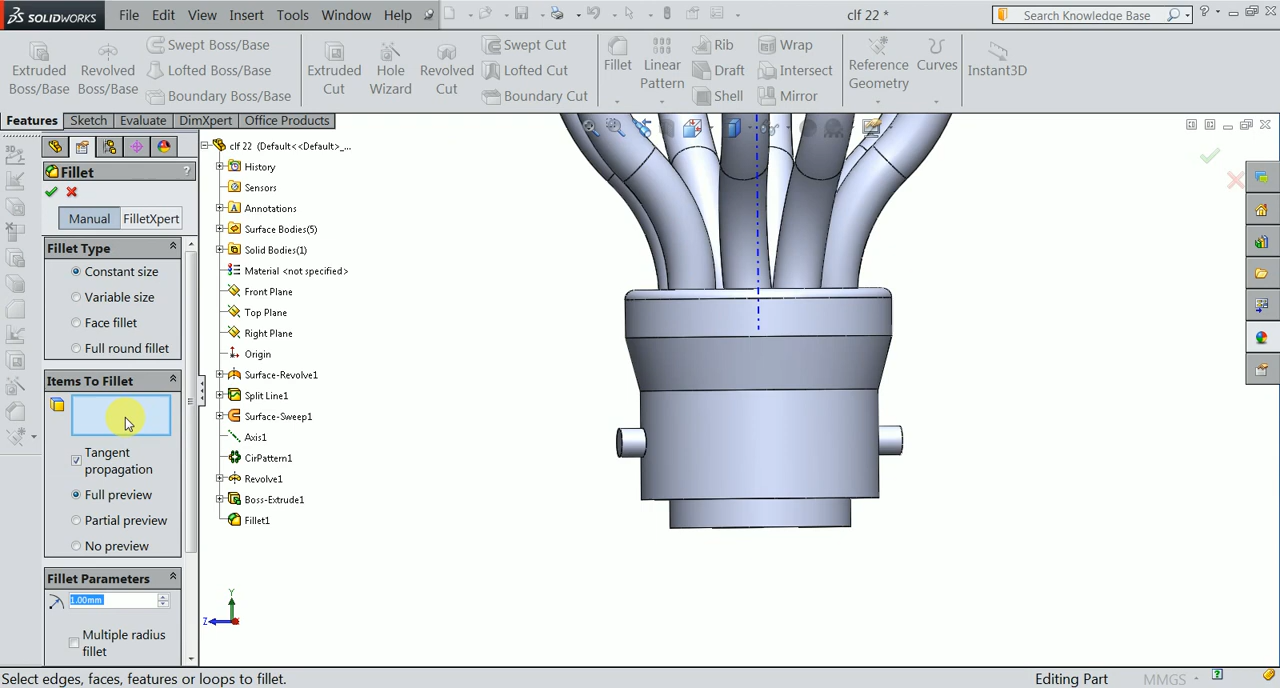 SOLIDWORKS File Edit View Insert Tools Window Help clf 22 * Search Knowledge Base ?
Extruded Boss/Base
Revolved Boss/Base
Swept Boss/Base
Lofted Boss/Base
Boundary Boss/Base
Extruded Cut
Hole Wizard
Revolved Cut
Swept Cut
Lofted Cut
Boundary Cut
Fillet
Linear Pattern
Rib
Draft
Shell
Wrap
Intersect
Mirror
Reference Geometry
Curves
Instant3D
Features Sketch Evaluate DimXpert Office Products
Fillet ?
Manual FilletXpert
Fillet Type
Constant size
Variable size
Face fillet
Full round fillet
Items To Fillet
Tangent
propagation
Full preview
Partial preview
No preview
Fillet Parameters
1.00mm
Multiple radius
fillet
clf 22 (Default<<Default>_...
History
Sensors
Annotations
Surface Bodies(5)
Solid Bodies(1)
Material <not specified>
Front Plane
Top Plane
Right Plane
Origin
Surface-Revolve1
Split Line1
Surface-Sweep1
Axis1
CirPattern1
Revolve1
Boss-Extrude1
Fillet1
Y
Z
Select edges, faces, features or loops to fillet. Editing Part MMGS ?